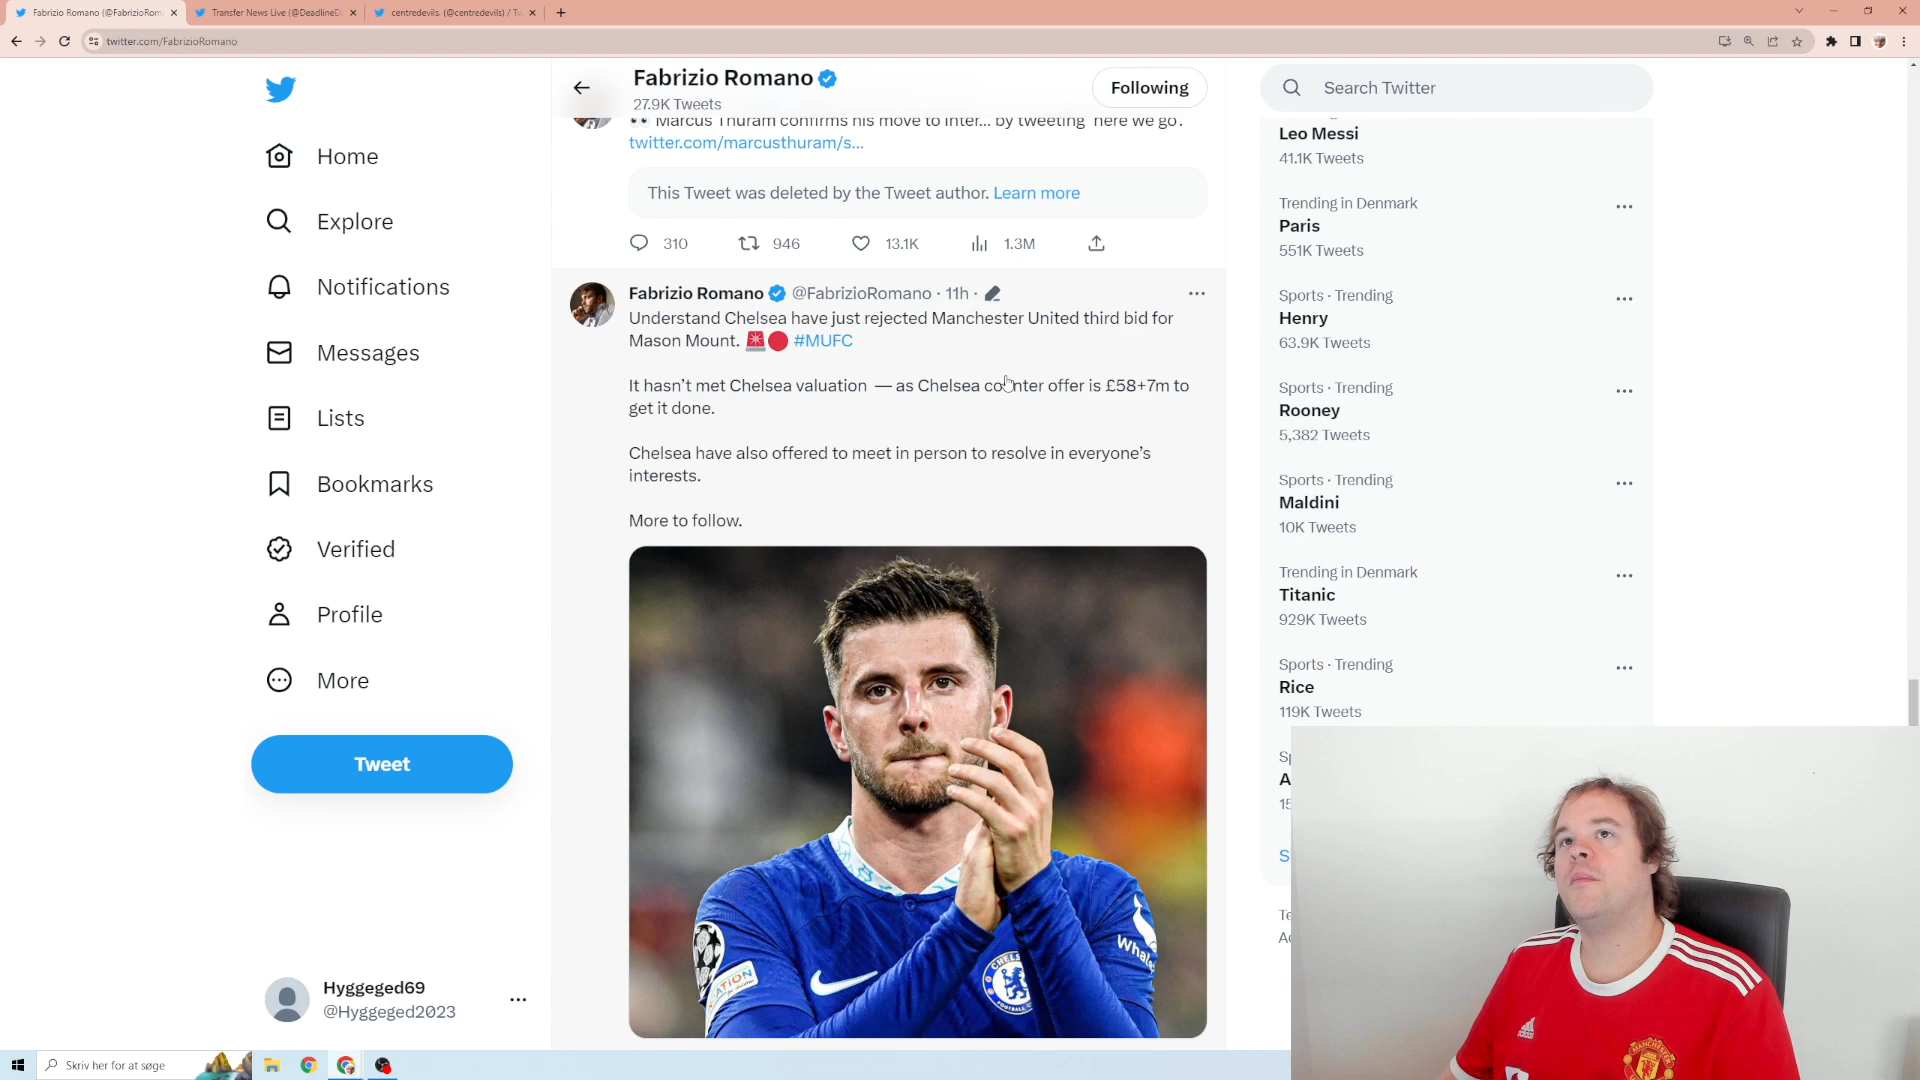 Fabrizio Romano (@FabrizioRom
Transfer News Live (@DeadlineD
centredevils. (@centredevils) / Tw
twitter.com/FabrizioRomano
Home
Explore
Notifications
Messages
Lists
Bookmarks
Verified
Profile
More
Tweet
Hyggeged69
@Hyggeged2023
Fabrizio Romano
27.9K Tweets
Following
Marcus Thuram confirms his move to Inter... by tweeting 'here we go'.
twitter.com/marcusthuram/s...
This Tweet was deleted by the Tweet author. Learn more
310 946 13.1K 1.3M
Fabrizio Romano @FabrizioRomano · 11h ·
Understand Chelsea have just rejected Manchester United third bid for
Mason Mount. #MUFC
It hasn't met Chelsea valuation — as Chelsea counter offer is £58+7m to
get it done.
Chelsea have also offered to meet in person to resolve in everyone's
interests.
More to follow.
CHELSEA
FOOTBALL
Whale
Search Twitter
Leo Messi
41.1K Tweets
Trending in Denmark
Paris
551K Tweets
Sports · Trending
Henry
63.9K Tweets
Sports · Trending
Rooney
5,382 Tweets
Sports · Trending
Maldini
10K Tweets
Trending in Denmark
Titanic
929K Tweets
Sports · Trending
Rice
119K Tweets
adidas
MANCHESTER
UNITED
Skriv her for at søge